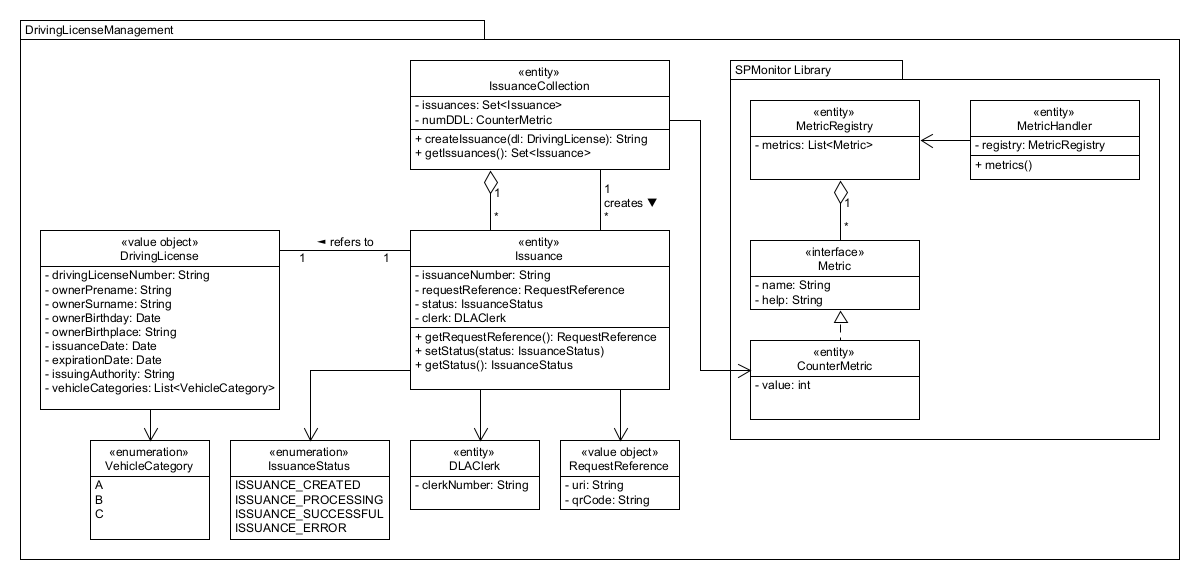 DrivingLicenseManagement
«entity»
IssuanceCollection
- issuances: Set<Issuance>
- numDDL: CounterMetric
+ createIssuance(dl: DrivingLicense): String
+ getIssuances(): Set<Issuance>
SPMonitor Library
«entity»
MetricRegistry
- metrics: List<Metric>
«entity»
MetricHandler
- registry: MetricRegistry
+ metrics()
1
*
1
creates ▼
*
1
*
«value object»
DrivingLicense
- drivingLicenseNumber: String
- ownerPrename: String
- ownerSurname: String
- ownerBirthday: Date
- ownerBirthplace: String
- issuanceDate: Date
- expirationDate: Date
- issuingAuthority: String
- vehicleCategories: List<VehicleCategory>
◄ refers to
1 1
«entity»
Issuance
- issuanceNumber: String
- requestReference: RequestReference
- status: IssuanceStatus
- clerk: DLAClerk
+ getRequestReference(): RequestReference
+ setStatus(status: IssuanceStatus)
+ getStatus(): IssuanceStatus
«interface»
Metric
- name: String
- help: String
«entity»
CounterMetric
- value: int
«enumeration»
VehicleCategory
A
B
C
«enumeration»
IssuanceStatus
ISSUANCE_CREATED
ISSUANCE_PROCESSING
ISSUANCE_SUCCESSFUL
ISSUANCE_ERROR
«entity»
DLAClerk
- clerkNumber: String
«value object»
RequestReference
- uri: String
- qrCode: String